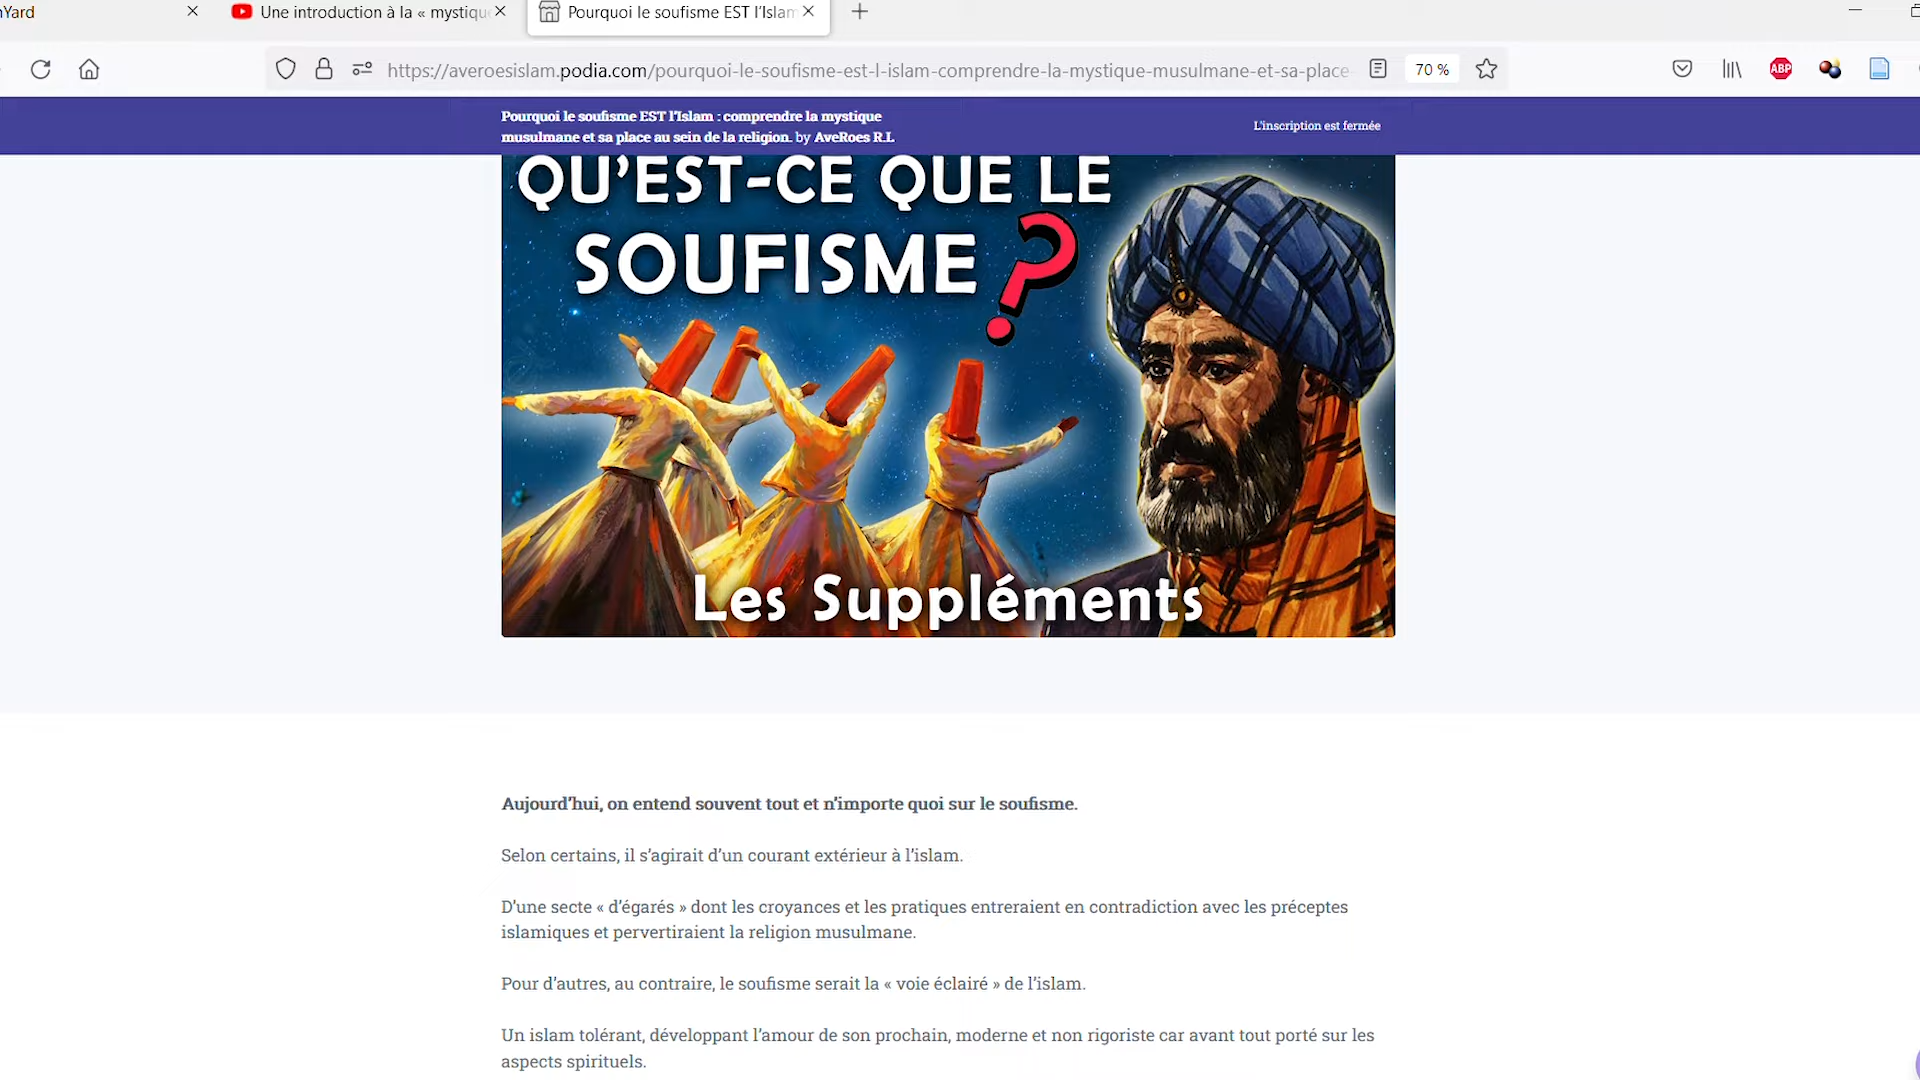 nYard
Une introduction à la « mystiqu
Pourquoi le soufisme EST l'Islam
https://averoesislam.podia.com/pourquoi-le-soufisme-est-l-islam-comprendre-la-mystique-musulmane-et-sa-place-
70 %
ABP
Pourquoi le soufisme EST l'Islam : comprendre la mystique
musulmane et sa place au sein de la religion. by AveRoes R.L
L'inscription est fermée
QU'EST-CE QUE LE
SOUFISME ?
Les Suppléments
Aujourd'hui, on entend souvent tout et n'importe quoi sur le soufisme.
Selon certains, il s'agirait d'un courant extérieur à l'islam.
D'une secte « d'égarés » dont les croyances et les pratiques entreraient en contradiction avec les préceptes
islamiques et pervertiraient la religion musulmane.
Pour d'autres, au contraire, le soufisme serait la « voie éclairé » de l'islam.
Un islam tolérant, développant l'amour de son prochain, moderne et non rigoriste car avant tout porté sur les
aspects spirituels.